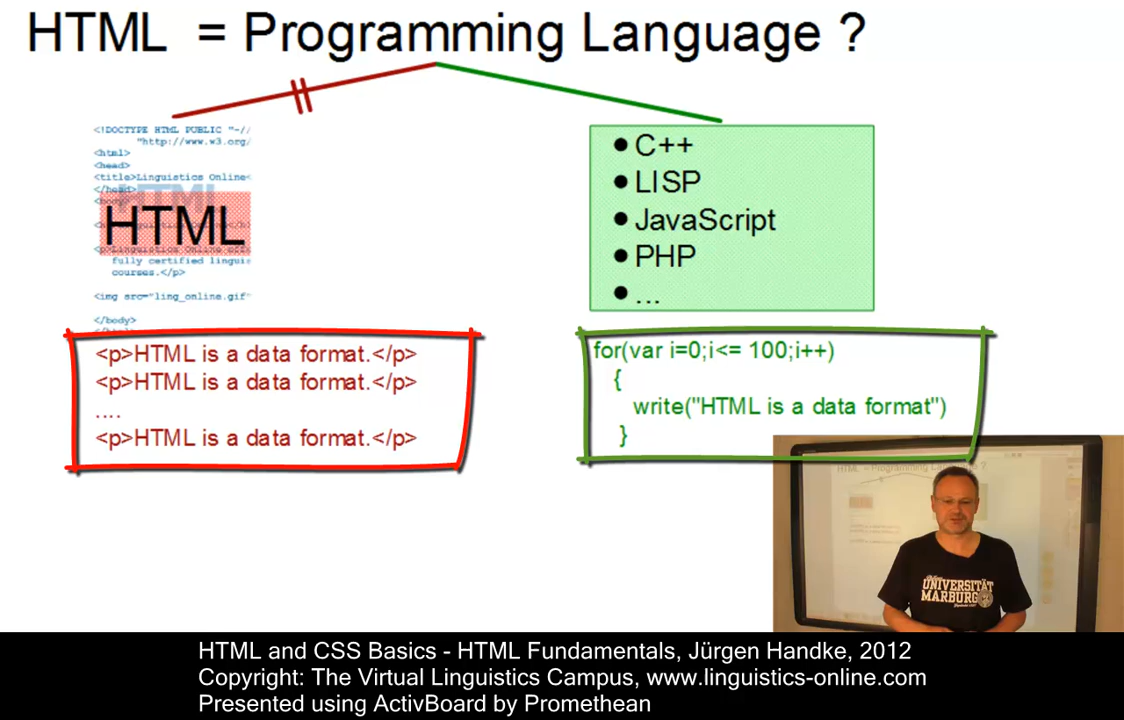 HTML = Programming Language ?
<!DOCTYPE HTML PUBLIC "-//
"http://www.w3.org/
<html>
<head>
<title>Linguistics Online<
</head>
HTML
<body>
HTML
fully certified lingui
courses.</p>
<img src="ling_online.gif"
</body>
• C++
• LISP
• JavaScript
• PHP
• ...
<p>HTML is a data format.</p>
<p>HTML is a data format.</p>
....
<p>HTML is a data format.</p>
for(var i=0;i<= 100;i++)
{
write("HTML is a data format")
}
HTML = Programming Language ?
UNIVERSITÄT
MARBURG
HTML and CSS Basics - HTML Fundamentals, Jürgen Handke, 2012
Copyright: The Virtual Linguistics Campus, www.linguistics-online.com
Presented using ActivBoard by Promethean